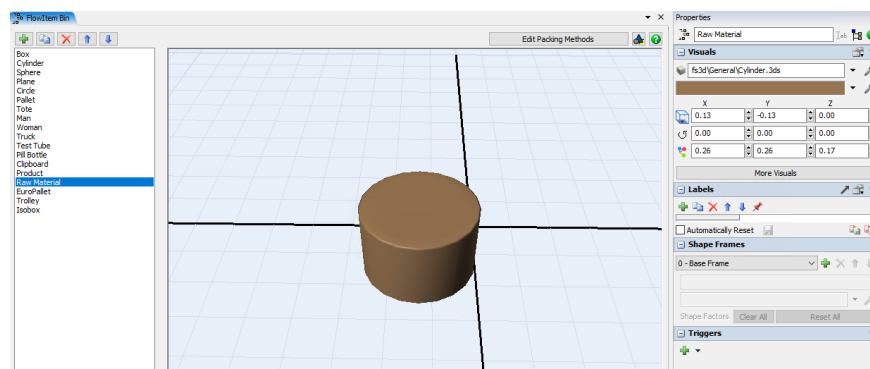 FlowItem Bin
Edit Packing Methods
Box
Cylinder
Sphere
Plane
Circle
Pallet
Tote
Man
Woman
Truck
Test Tube
Pill Bottle
Clipboard
Product
Raw Material
EuroPallet
Trolley
Isobox
Properties
Raw Material
Visuals
fs3d\General\Cylinder.3ds
X Y Z
0.13 -0.13 0.00
0.00 0.00 0.00
0.26 0.26 0.17
More Visuals
Labels
Automatically Reset
Shape Frames
0 - Base Frame
Shape Factors Clear All Reset All
Triggers